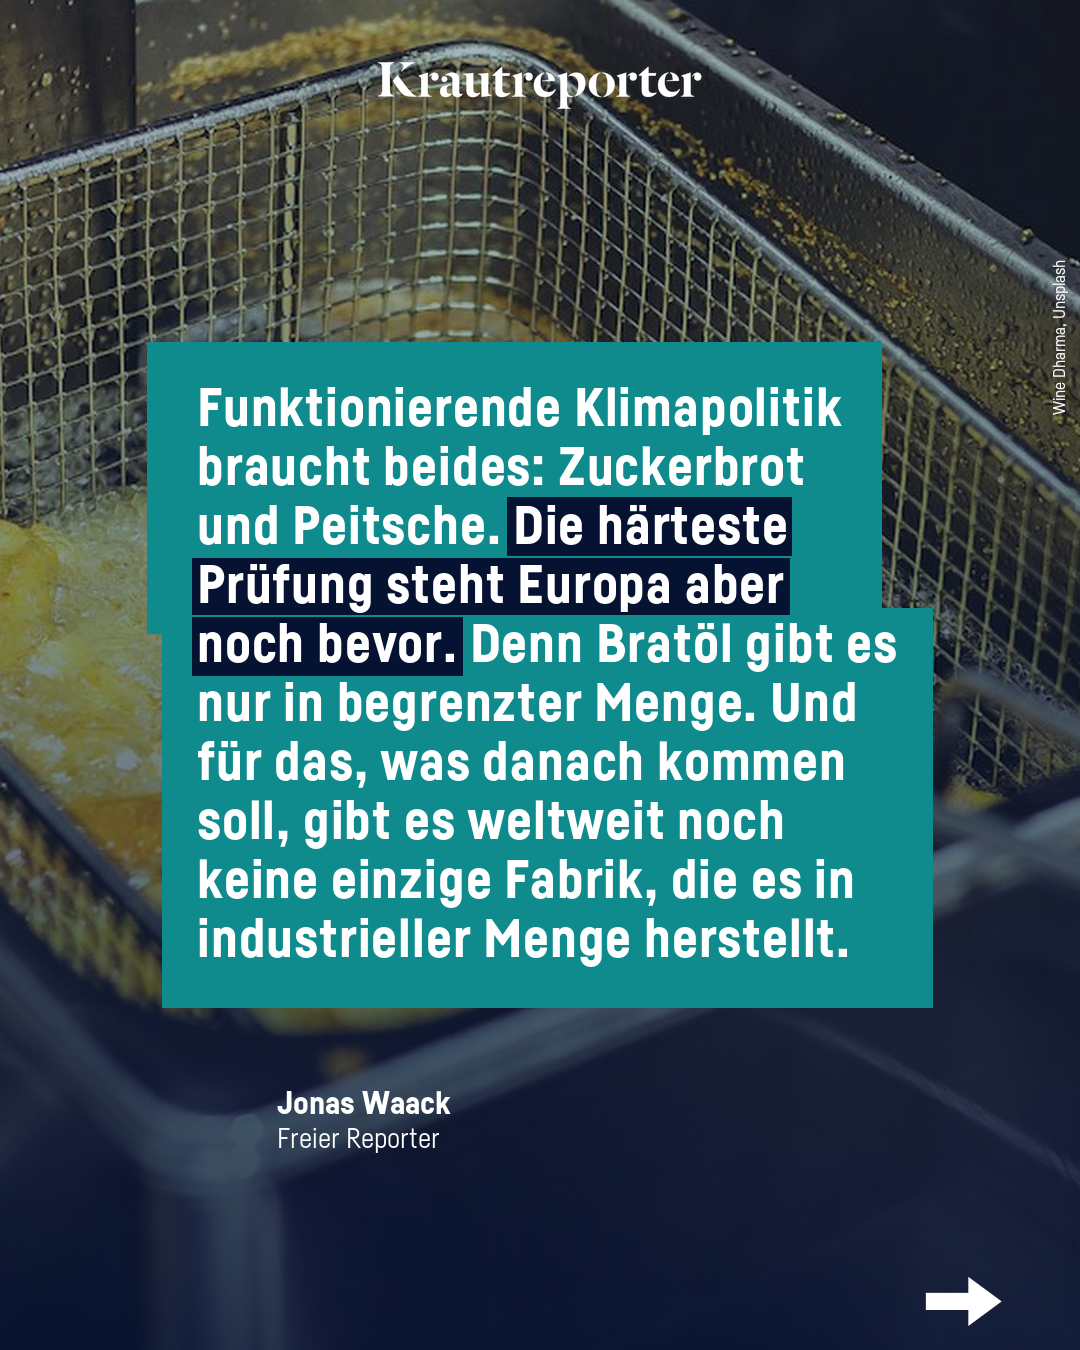 Krautreporter
Wine Dharma, Unsplash
Funktionierende Klimapolitik
braucht beides: Zuckerbrot
und Peitsche. Die härteste
Prüfung steht Europa aber
noch bevor. Denn Bratöl gibt es
nur in begrenzter Menge. Und
für das, was danach kommen
soll, gibt es weltweit noch
keine einzige Fabrik, die es in
industrieller Menge herstellt.
Jonas Waack
Freier Reporter